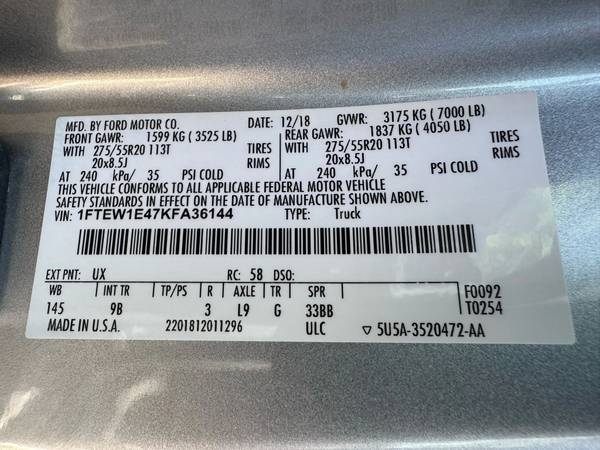 MFD. BY FORD MOTOR CO. DATE: 12/18 GVWR: 3175 KG ( 7000 LB)
FRONT GAWR: 1599 KG ( 3525 LB) REAR GAWR: 1837 KG ( 4050 LB)
WITH 275/55R20 113T TIRES WITH 275/55R20 113T TIRES
20x8.5J RIMS 20x8.5J RIMS
AT 240 kPa/ 35 PSI COLD AT 240 kPa/ 35 PSI COLD
THIS VEHICLE CONFORMS TO ALL APPLICABLE FEDERAL MOTOR VEHICLE
SAFETY STANDARDS IN EFFECT ON THE DATE OF MANUFACTURE SHOWN ABOVE.
VIN: 1FTEW1E47KFA36144 TYPE: Truck
EXT PNT: UX RC: 58 DSO:
WB INT TR TP/PS R AXLE TR SPR F0092
145 9B 3 L9 G 33BB T0254
MADE IN U.S.A. 2201812011296 ULC 5U5A-3520472-AA